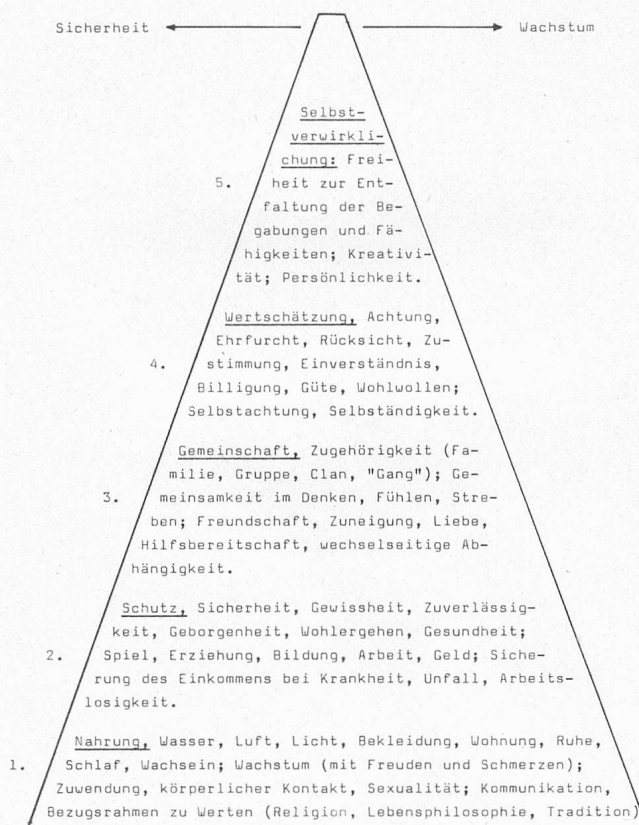 Sicherheit Wachstum
Selbst-
verwirkli-
chung: Frei-
5. heit zur Ent-
faltung der Be-
gabungen und Fä-
higkeiten; Kreativi-
tät; Persönlichkeit.
Wertschätzung, Achtung,
Ehrfurcht, Rücksicht, Zu-
4. stimmung, Einverständnis,
Billigung, Güte, Wohlwollen;
Selbstachtung, Selbständigkeit.
Gemeinschaft, Zugehörigkeit (Fa-
milie, Gruppe, Clan, "Gang"); Ge-
3. meinsamkeit im Denken, Fühlen, Stre-
ben; Freundschaft, Zuneigung, Liebe,
Hilfsbereitschaft, wechselseitige Ab-
hängigkeit.
Schutz, Sicherheit, Gewissheit, Zuverlässig-
keit, Geborgenheit, Wohlergehen, Gesundheit;
2. Spiel, Erziehung, Bildung, Arbeit, Geld; Siche-
rung des Einkommens bei Krankheit, Unfall, Arbeits-
losigkeit.
Nahrung, Wasser, Luft, Licht, Bekleidung, Wohnung, Ruhe,
1. Schlaf, Wachsein; Wachstum (mit Freuden und Schmerzen);
Zuwendung, körperlicher Kontakt, Sexualität; Kommunikation,
Bezugsrahmen zu Werten (Religion, Lebensphilosophie, Tradition)